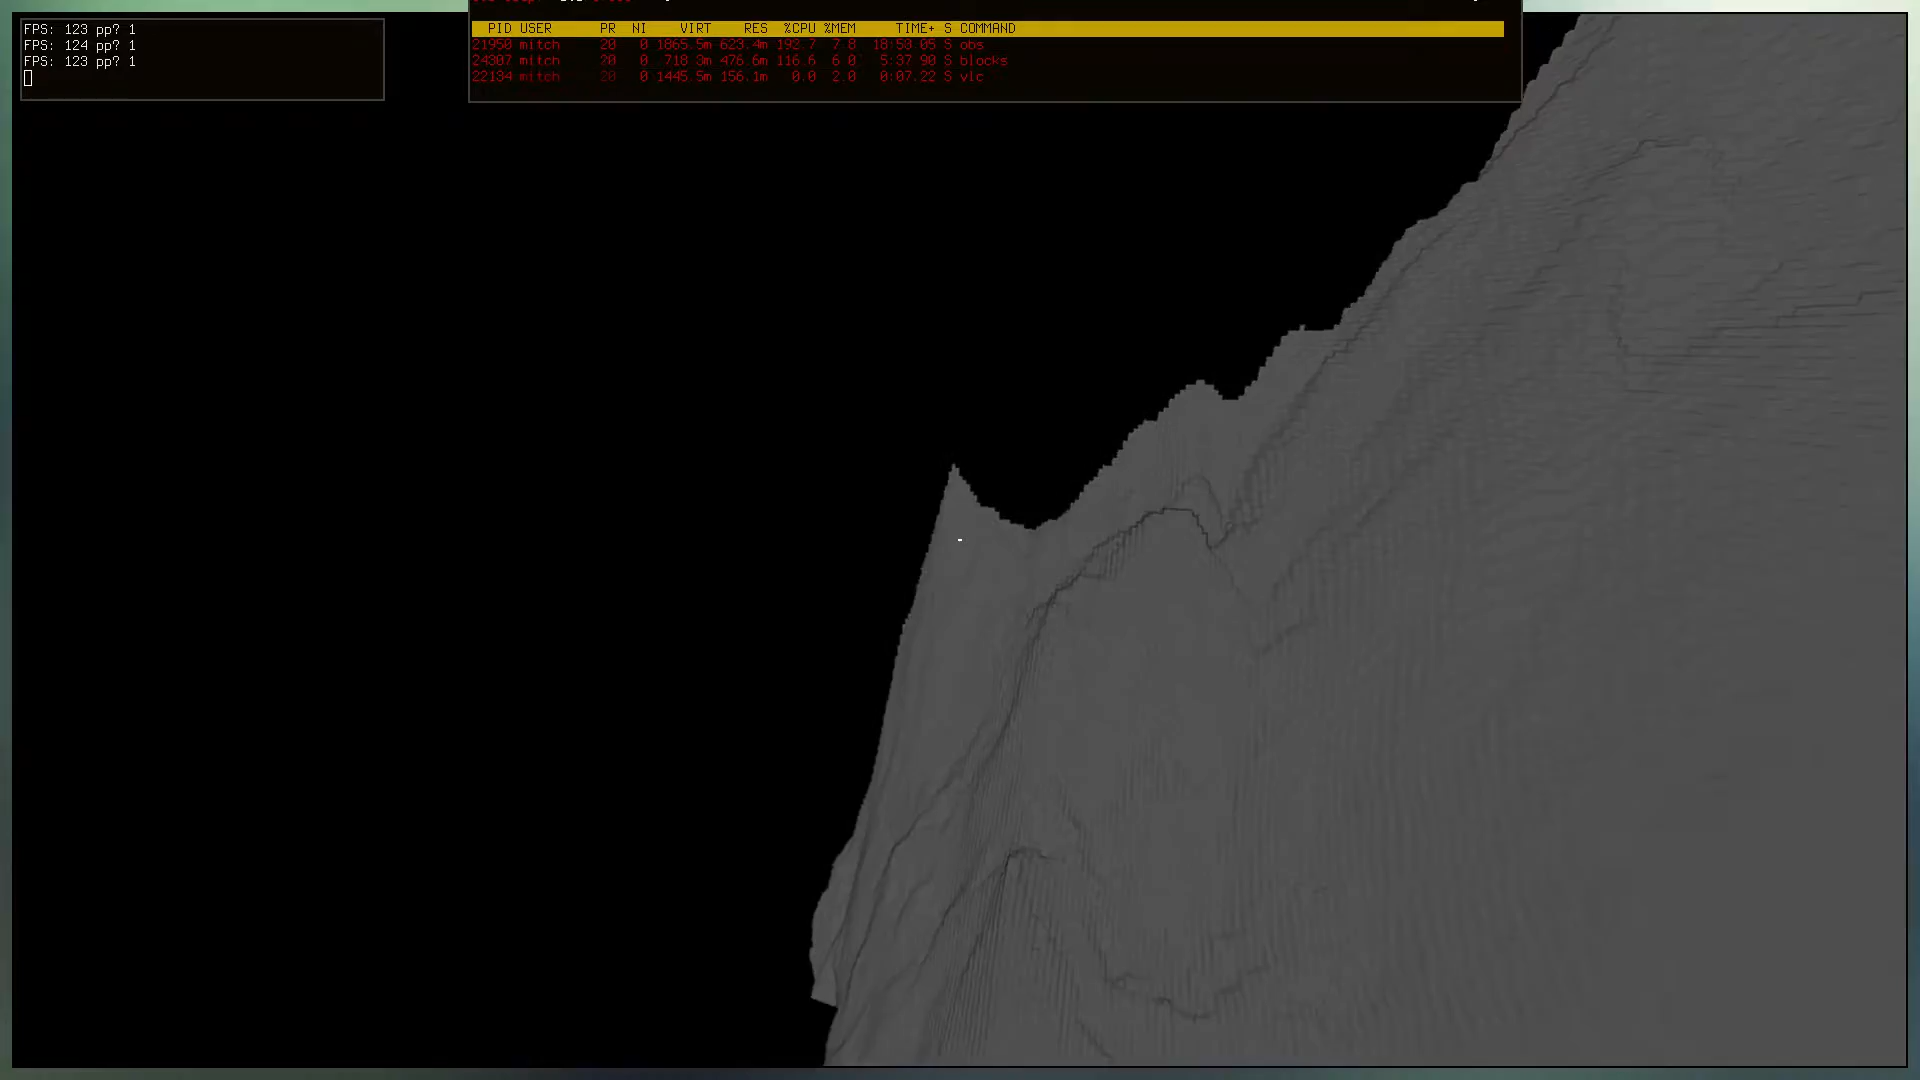 FPS: 123 pp? 1
FPS: 124 pp? 1
FPS: 123 pp? 1
PID USER PR NI VIRT RES %CPU %MEM TIME+ S COMMAND
21950 mitch 20 0 1865.5m 623.4m 192.7 7.8 18:58.05 S obs
24307 mitch 20 0 718.3m 476.6m 116.6 6.0 5:37.90 S blocks
22134 mitch 20 0 1445.5m 156.1m 0.0 2.0 0:07.22 S vlc